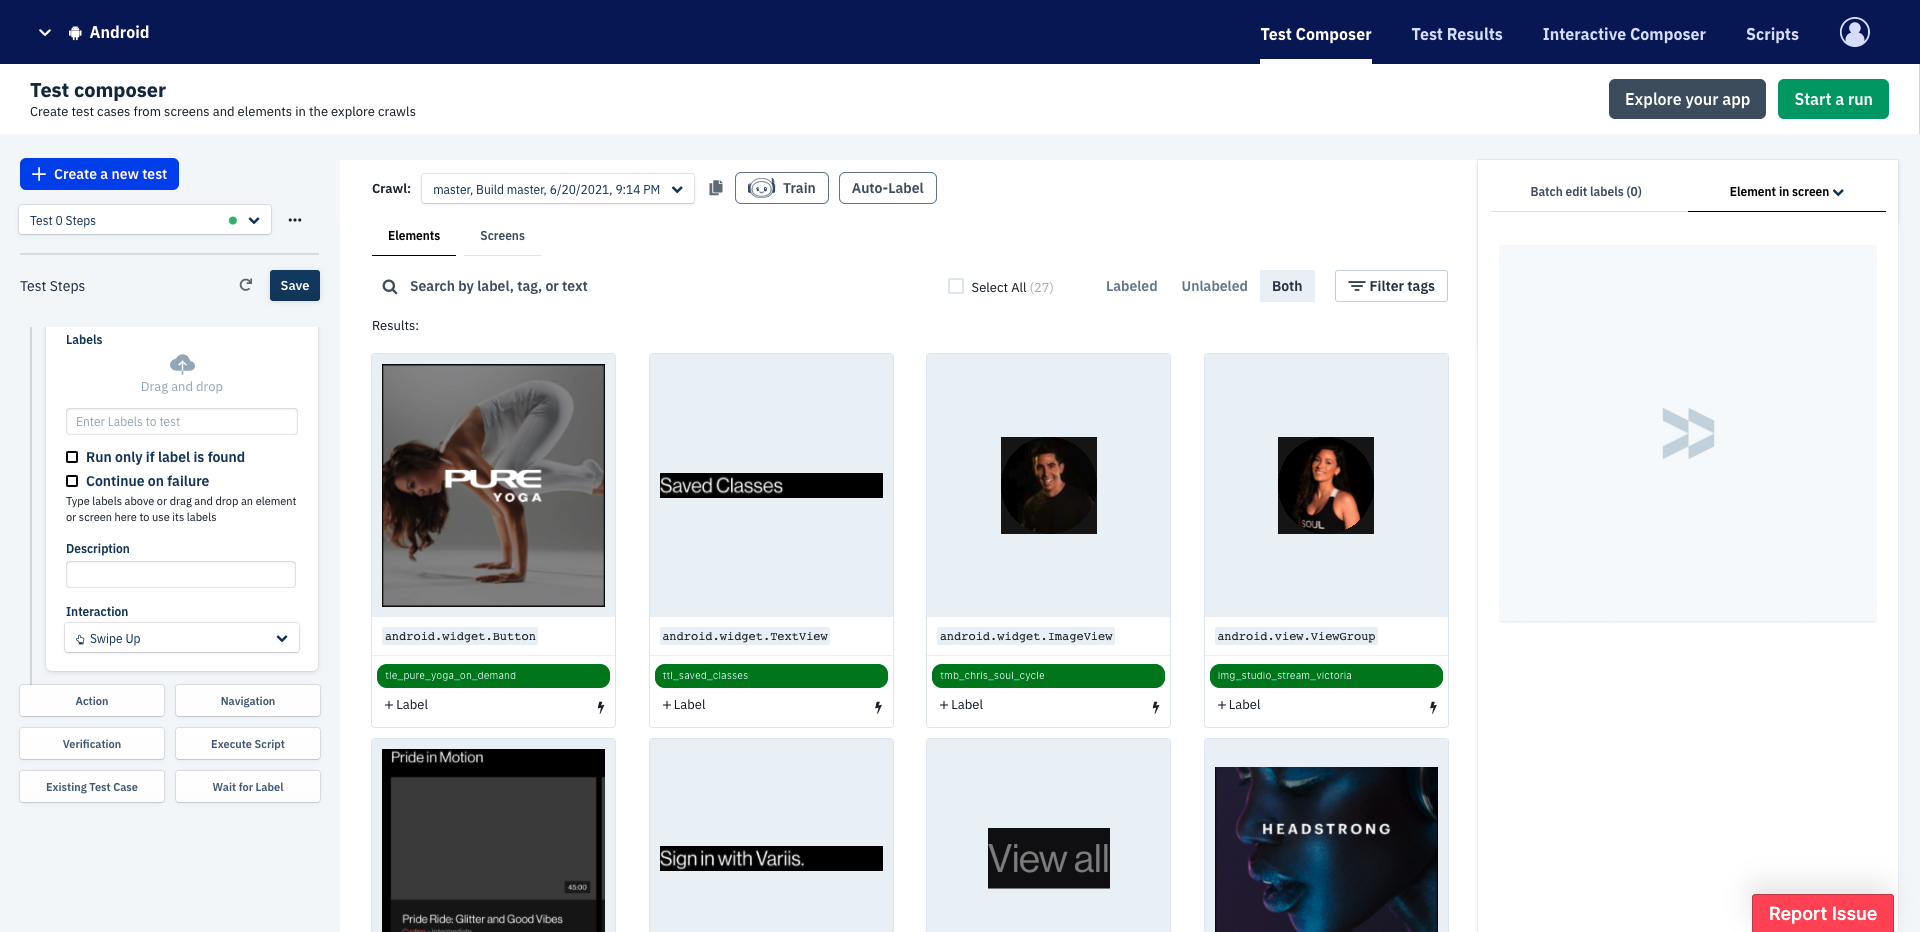 Android
Test Composer
Test Results
Interactive Composer
Scripts
Test composer
Create test cases from screens and elements in the explore crawls
Explore your app
Start a run
Create a new test
Test 0 Steps
Test Steps
Save
Labels
Drag and drop
Enter Labels to test
Run only if label is found
Continue on failure
Type labels above or drag and drop an element
or screen here to use its labels
Description
Interaction
Swipe Up
Action
Navigation
Verification
Execute Script
Existing Test Case
Wait for Label
Crawl:
master, Build master, 6/20/2021, 9:14 PM
Train
Auto-Label
Elements
Screens
Search by label, tag, or text
Select All (27)
Labeled
Unlabeled
Both
Filter tags
Results:
PURE
YOGA
android.widget.Button
tle_pure_yoga_on_demand
+ Label
Saved Classes
android.widget.TextView
ttl_saved_classes
+ Label
android.widget.ImageView
tmb_chris_soul_cycle
+ Label
SOUL
android.view.ViewGroup
img_studio_stream_victoria
+ Label
Pride in Motion
45:00
Pride Ride: Glitter and Good Vibes
Cycling - Intermediate
Sign in with Variis.
View all
HEADSTRONG
Batch edit labels (0)
Element in screen
Report Issue